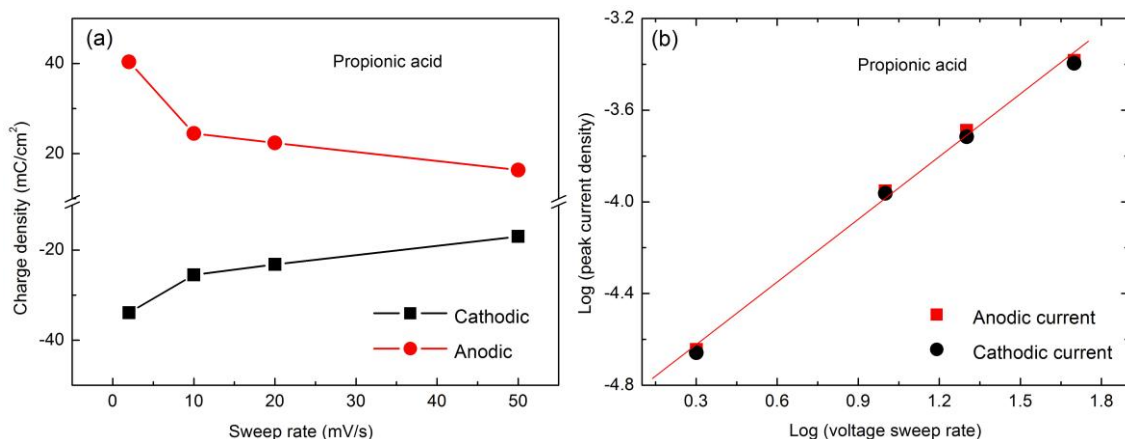 (a)
Propionic acid
Charge density (mC/cm²)
40
20
-20
-40
Cathodic
Anodic
0 10 20 30 40 50
Sweep rate (mV/s)
(b)
Propionic acid
Log (peak current density)
-3.2
-3.6
-4.0
-4.4
-4.8
Anodic current
Cathodic current
0.3 0.6 0.9 1.2 1.5 1.8
Log (voltage sweep rate)